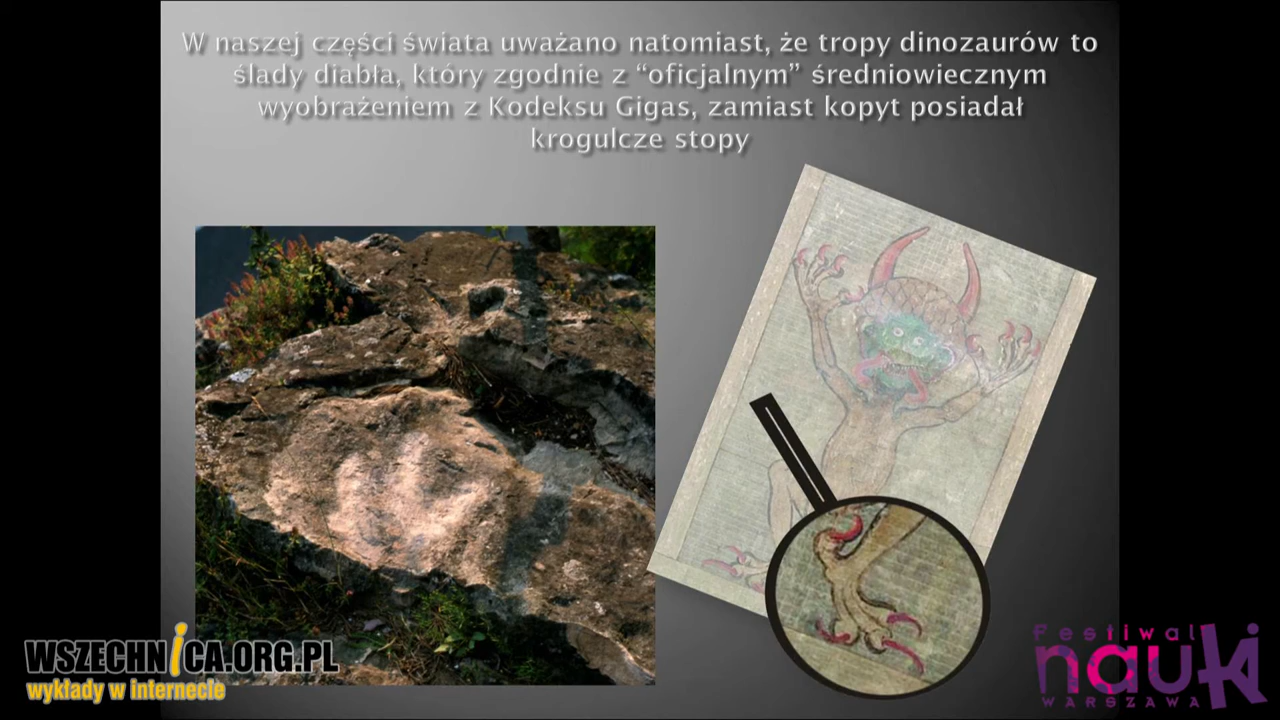 W naszej części świata uważano natomiast, że tropy dinozaurów to
ślady diabła, który zgodnie z “oficjalnym” średniowiecznym
wyobrażeniem z Kodeksu Gigas, zamiast kopyt posiadał
krogulcze stopy
WSZECHNICA.ORG.PL
wykłady w internecie
Festiwal
nauki
WARSZAWA